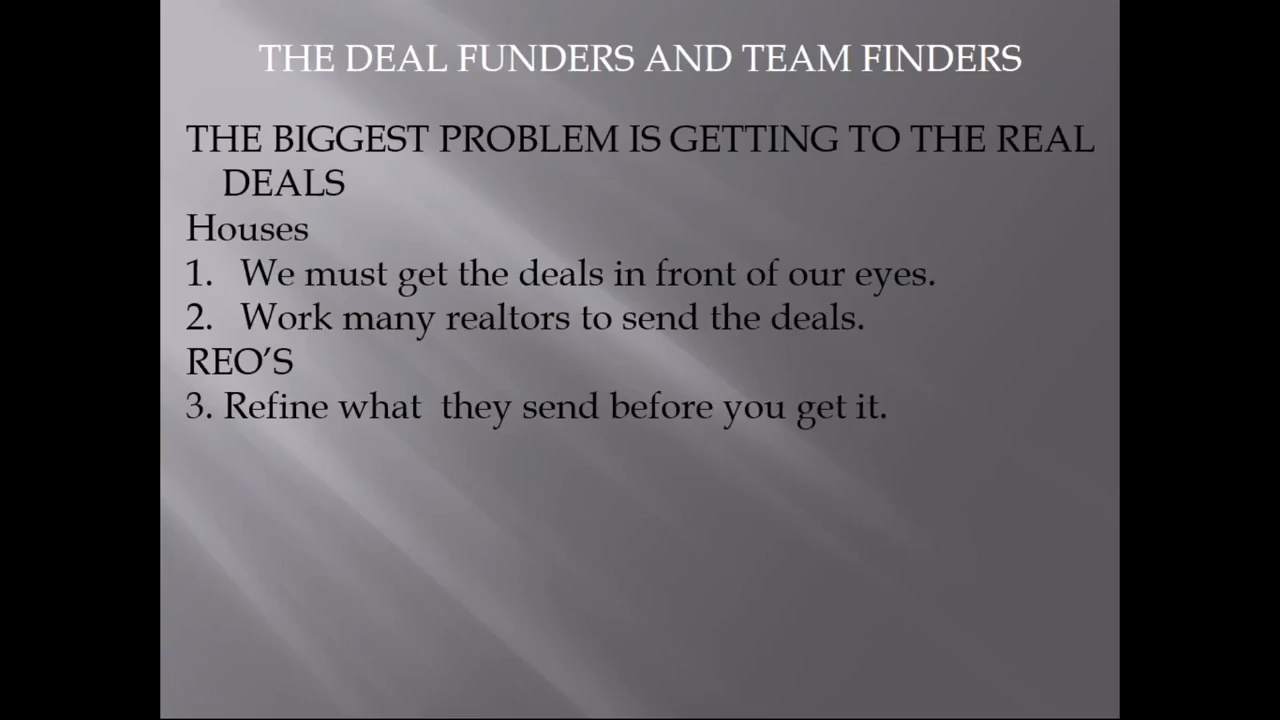 THE DEAL FUNDERS AND TEAM FINDERS
THE BIGGEST PROBLEM IS GETTING TO THE REAL
DEALS
Houses
1. We must get the deals in front of our eyes.
2. Work many realtors to send the deals.
REO’S
3. Refine what they send before you get it.